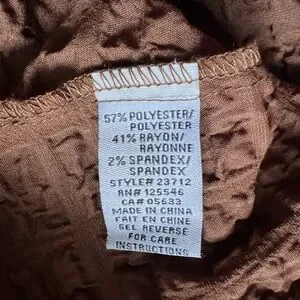 57% POLYESTER/
POLYESTER
41% RAYON/
RAYONNE
2% SPANDEX/
SPANDEX
STYLE# 23712
RN# 125546
CA# 05633
MADE IN CHINA
FAIT EN CHINE
SEE REVERSE
FOR CARE
INSTRUCTIONS